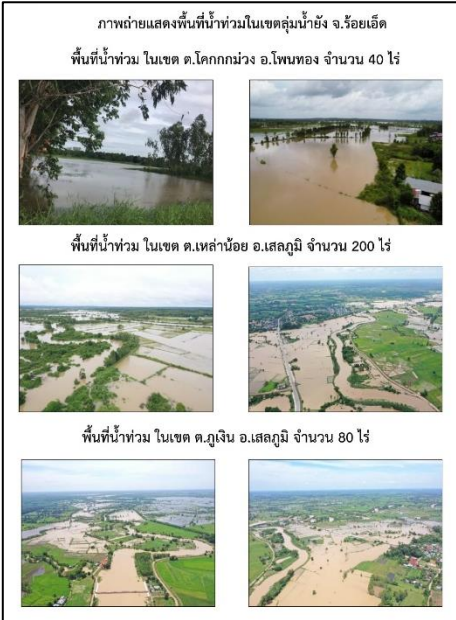 ภาพถ่ายแสดงพื้นที่น้ำท่วมในเขตลุ่มน้ำยัง จ.ร้อยเอ็ด
พื้นที่น้ำท่วม ในเขต ต.โคกกกม่วง อ.โพนทอง จำนวน 40 ไร่
พื้นที่น้ำท่วม ในเขต ต.เหล่าน้อย อ.เสลภูมิ จำนวน 200 ไร่
พื้นที่น้ำท่วม ในเขต ต.ภูเงิน อ.เสลภูมิ จำนวน 80 ไร่